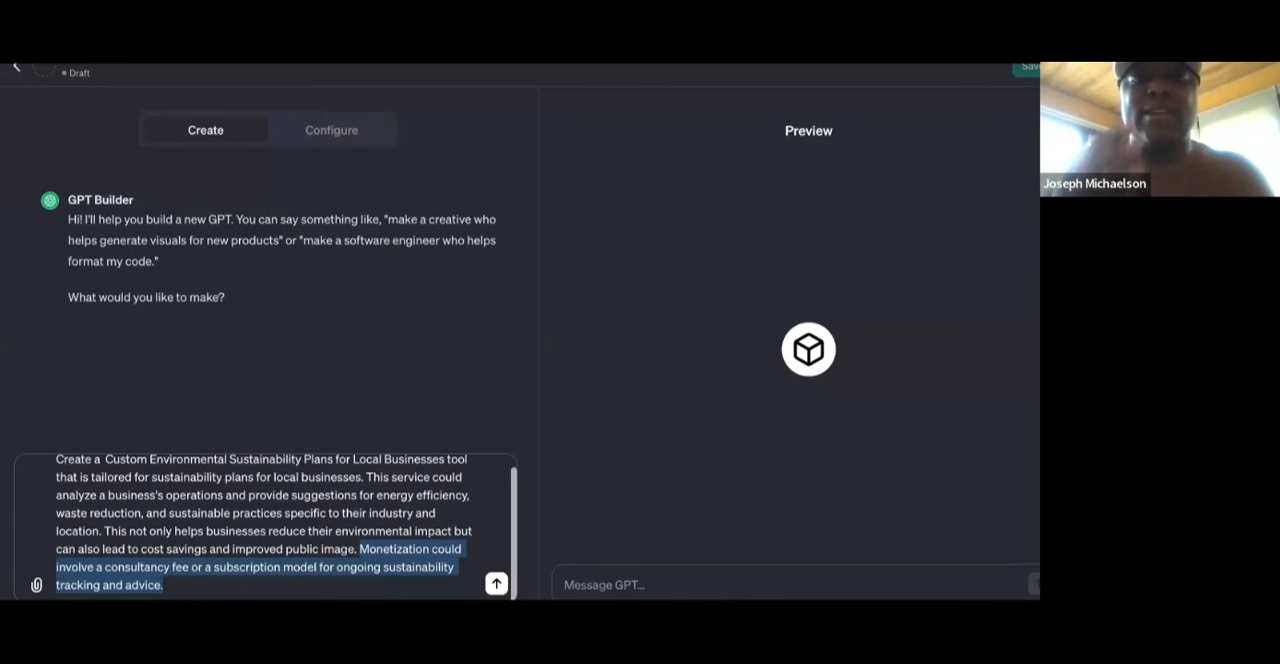 Draft
Save
Create
Configure
Preview
GPT Builder
Hi! I'll help you build a new GPT. You can say something like, "make a creative who
helps generate visuals for new products" or "make a software engineer who helps
format my code."
What would you like to make?
Create a Custom Environmental Sustainability Plans for Local Businesses tool
that is tailored for sustainability plans for local businesses. This service could
analyze a business's operations and provide suggestions for energy efficiency,
waste reduction, and sustainable practices specific to their industry and
location. This not only helps businesses reduce their environmental impact but
can also lead to cost savings and improved public image. Monetization could
involve a consultancy fee or a subscription model for ongoing sustainability
tracking and advice.
Message GPT...
Joseph Michaelson